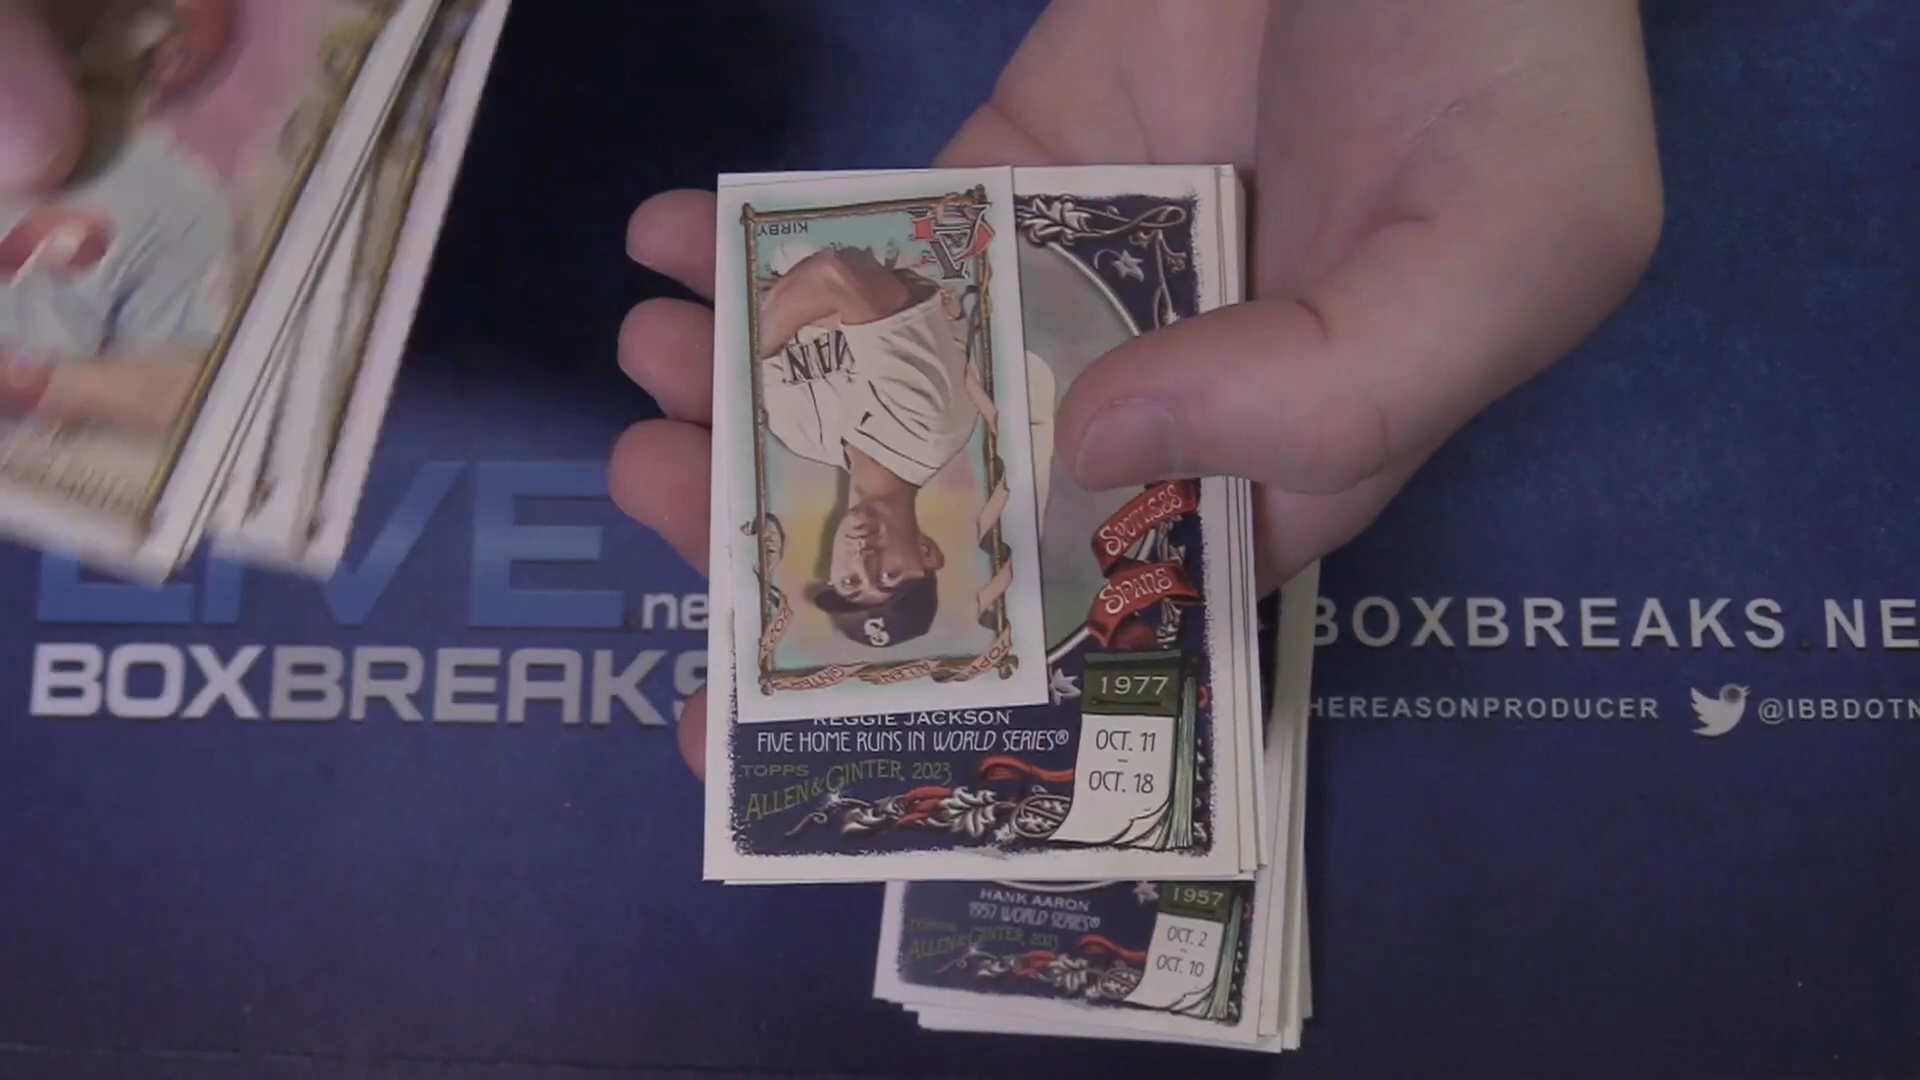 KIRBY
SPOTLESS
SPANS
1977
OCT. 11
-
OCT. 18
REGGIE JACKSON
FIVE HOME RUNS IN WORLD SERIES®
TOPPS
ALLEN & GINTER 2023
HANK AARON
1957 WORLD SERIES®
TOPPS
ALLEN & GINTER 2023
1957
OCT. 2
-
OCT. 10
TOPPS ALLEN GINTER 2023
LIVE.ne
BOXBREAKS
BOXBREAKS.NE
HEREASONPRODUCER
@IBBDOTN